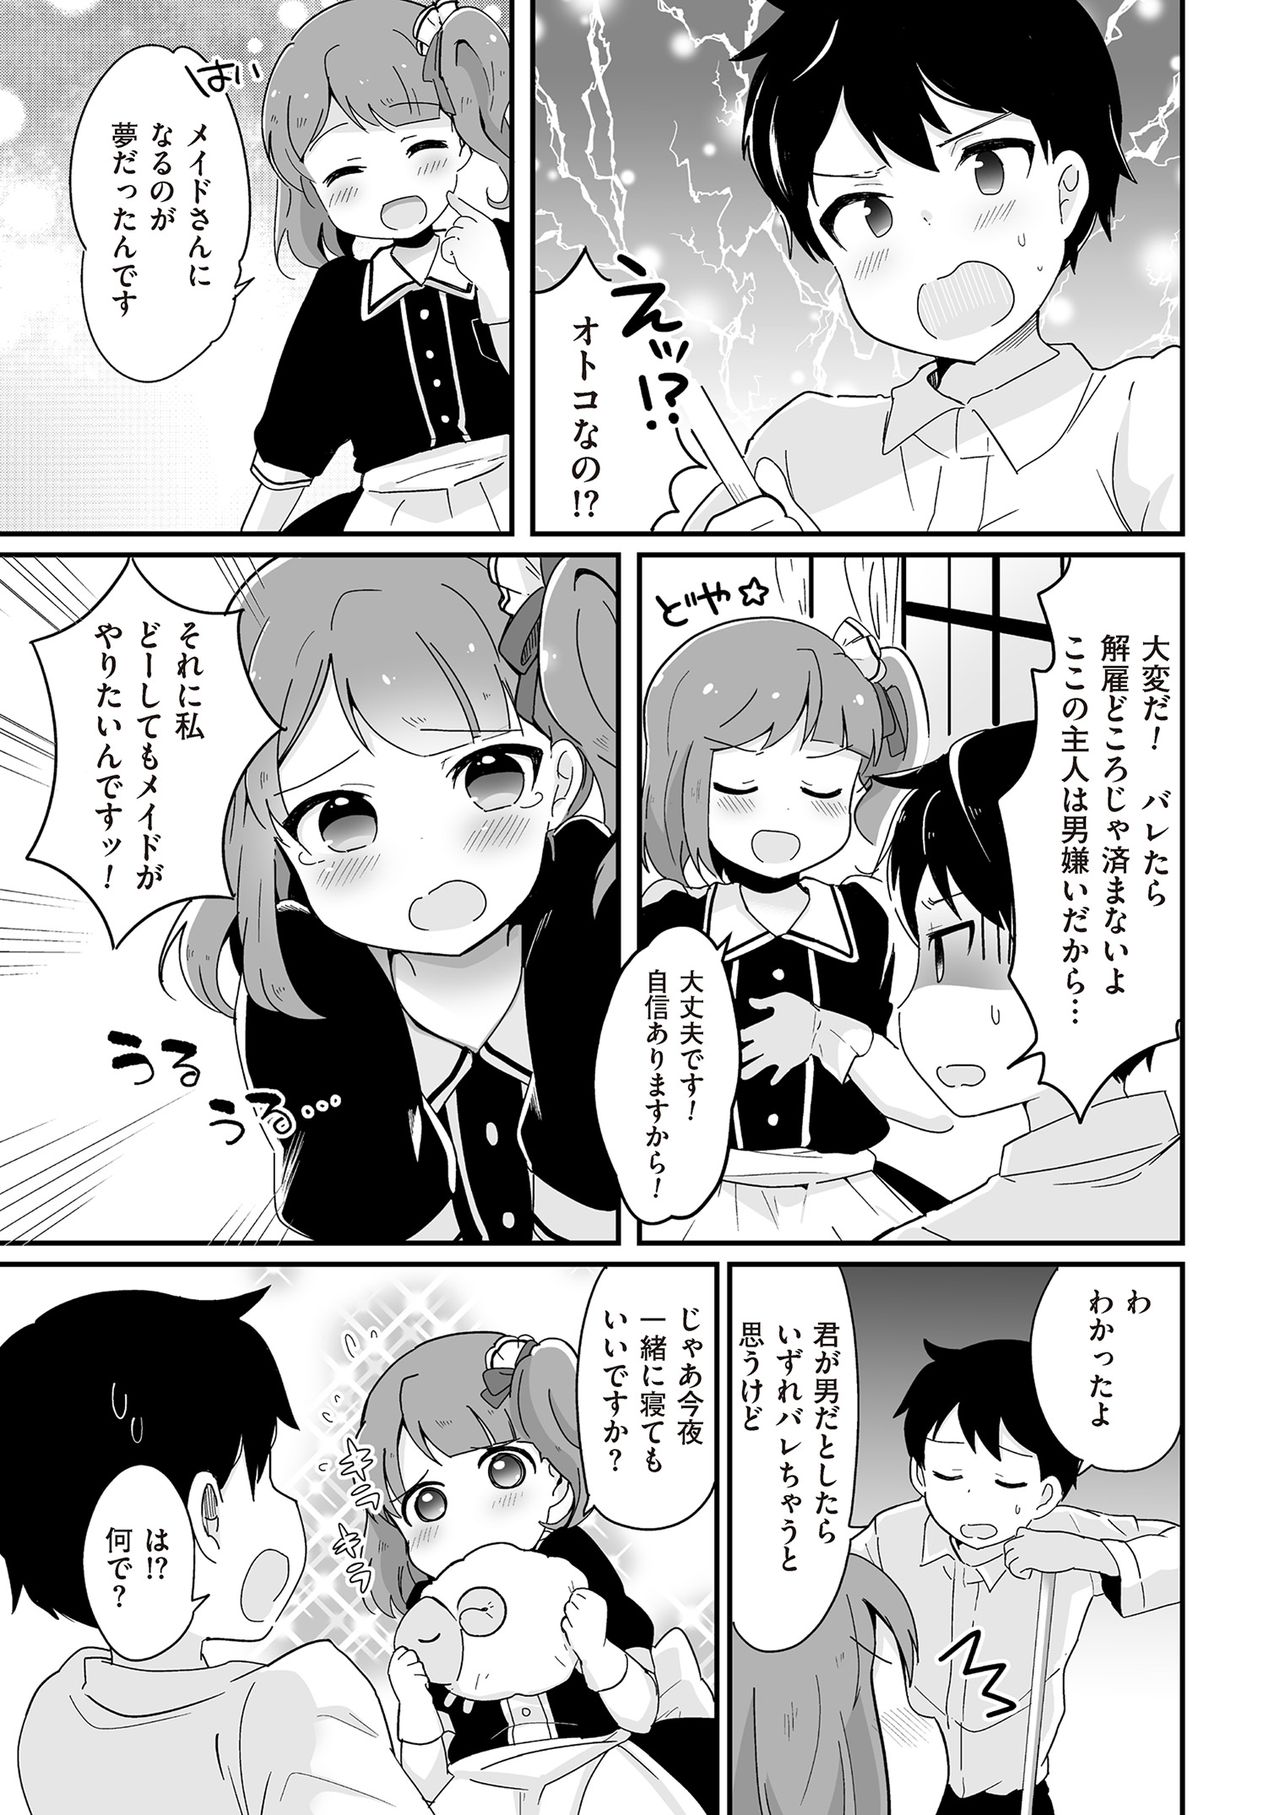 えッ!?
オトコなの!?
はい
メイドさんに
なるのが
夢だったんです
大変だ! バレたら
解雇どころじゃ済まないよ
ここの主人は男嫌いだから…
どや☆
大丈夫です!
自信ありますから!
それに私
どーしてもメイドが
やりたいんですッ!
うる
うる…
わ
わかったよ
君が男だとしたら
いずれバレちゃうと
思うけど
じゃあ今夜
一緒に寝ても
いいですか?
キラ
キラ
は!?
何で?